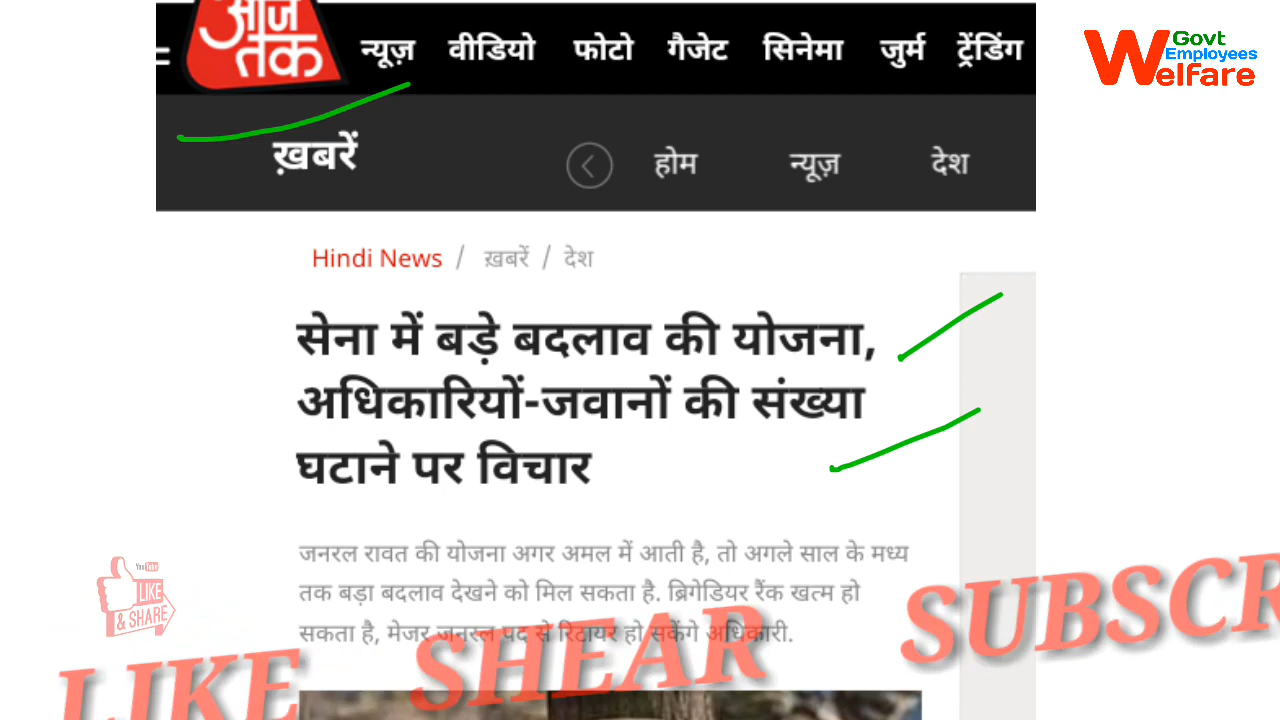 आज
तक
न्यूज़ वीडियो फोटो गैजेट सिनेमा जुर्म ट्रेंडिंग
Govt
Employees
Welfare
ख़बरें
होम न्यूज़ देश
Hindi News / ख़बरें / देश
सेना में बड़े बदलाव की योजना,
अधिकारियों-जवानों की संख्या
घटाने पर विचार
जनरल रावत की योजना अगर अमल में आती है, तो अगले साल के मध्य
तक बड़ा बदलाव देखने को मिल सकता है. ब्रिगेडियर रैंक खत्म हो
सकता है, मेजर जनरल पद से रिटायर हो सकेंगे अधिकारी.
YouTube
LIKE
& SHARE
LIKE SHEAR SUBSCR